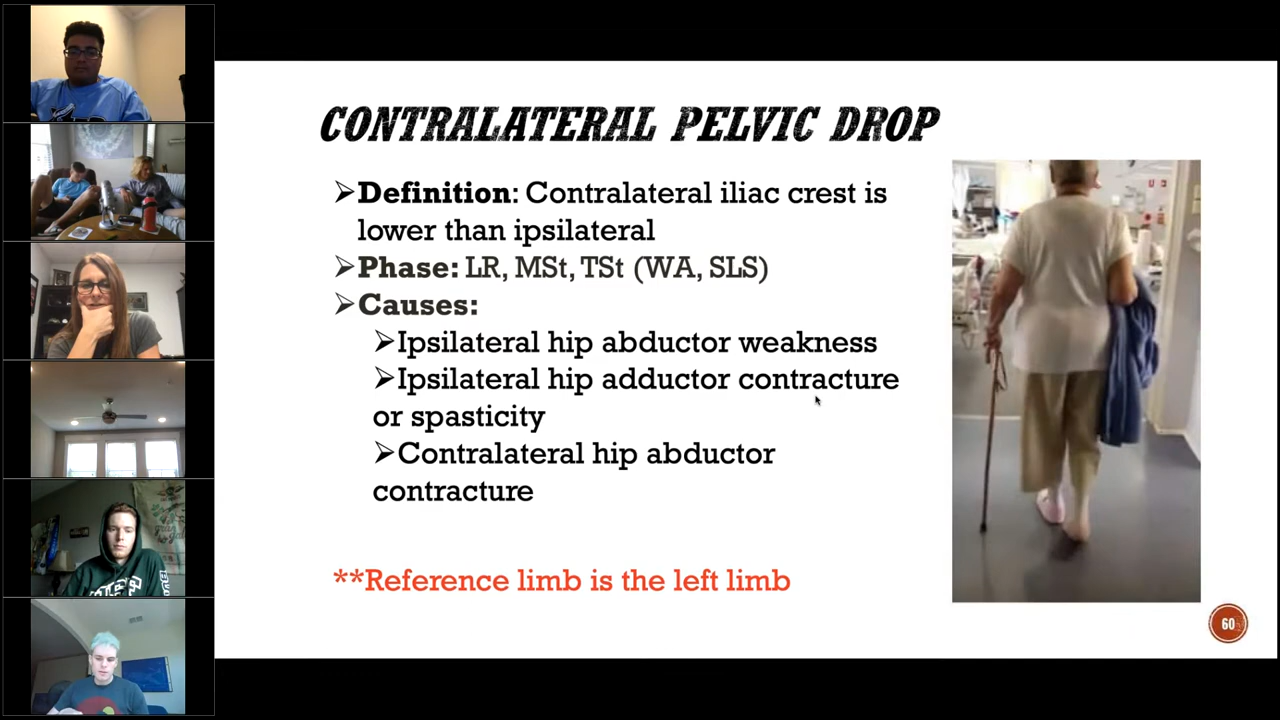 CONTRALATERAL PELVIC DROP
➢Definition: Contralateral iliac crest is
lower than ipsilateral
➢Phase: LR, MSt, TSt (WA, SLS)
➢Causes:
➢Ipsilateral hip abductor weakness
➢Ipsilateral hip adductor contracture
or spasticity
➢Contralateral hip abductor
contracture
**Reference limb is the left limb
60